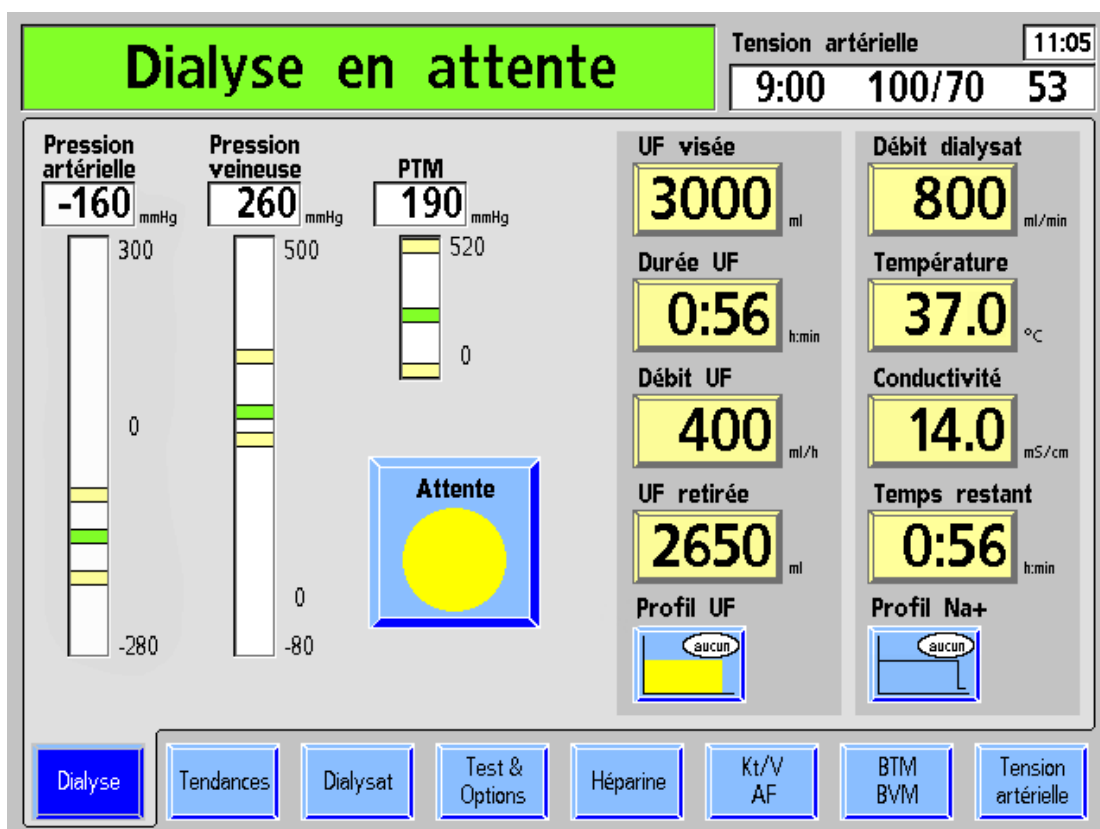 Dialyse en attente
Tension artérielle
11:05
9:00 100/70 53
Pression
artérielle
-160 mmHg
300
0
-280
Pression
veineuse
260 mmHg
500
0
-80
PTM
190 mmHg
520
0
Attente
UF visée
3000 ml
Durée UF
0:56 h:min
Débit UF
400 ml/h
UF retirée
2650 ml
Profil UF
aucun
Débit dialysat
800 ml/min
Température
37.0 °C
Conductivité
14.0 mS/cm
Temps restant
0:56 h:min
Profil Na+
aucun
Dialyse
Tendances
Dialysat
Test &
Options
Héparine
Kt/V
AF
BTM
BVM
Tension
artérielle